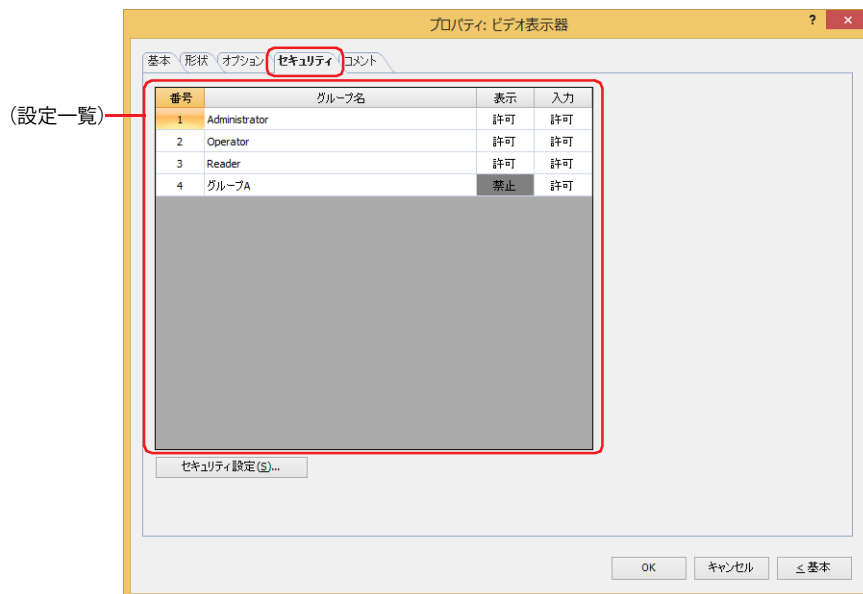 プロパティ: ビデオ表示器 ? ×
基本 形状 オプション セキュリティ コメント
(設定一覧)
番号 グループ名 表示 入力
1 Administrator 許可 許可
2 Operator 許可 許可
3 Reader 許可 許可
4 グループA 禁止 許可
セキュリティ設定(S)...
OK キャンセル < 基本